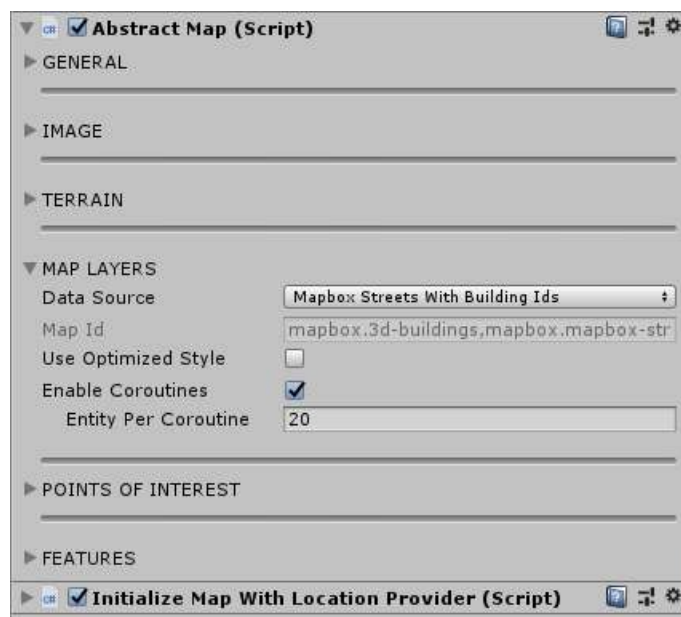 Abstract Map (Script)
GENERAL
IMAGE
TERRAIN
MAP LAYERS
Data Source Mapbox Streets With Building Ids
Map Id mapbox.3d-buildings,mapbox.mapbox-str
Use Optimized Style
Enable Coroutines
Entity Per Coroutine 20
POINTS OF INTEREST
FEATURES
Initialize Map With Location Provider (Script)